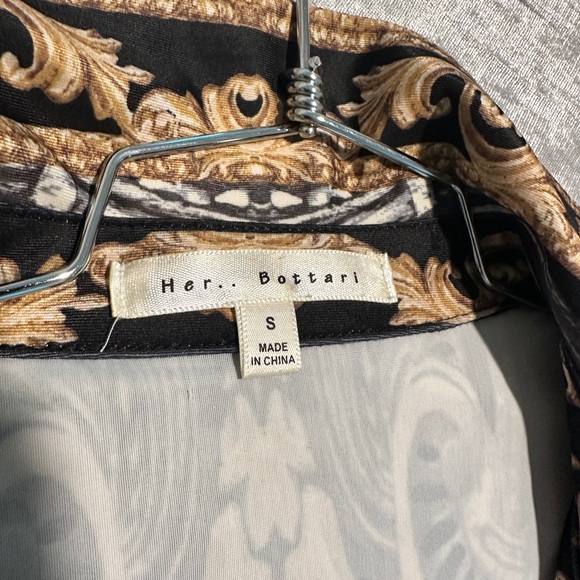 Her.. Bottari
S
MADE
IN CHINA